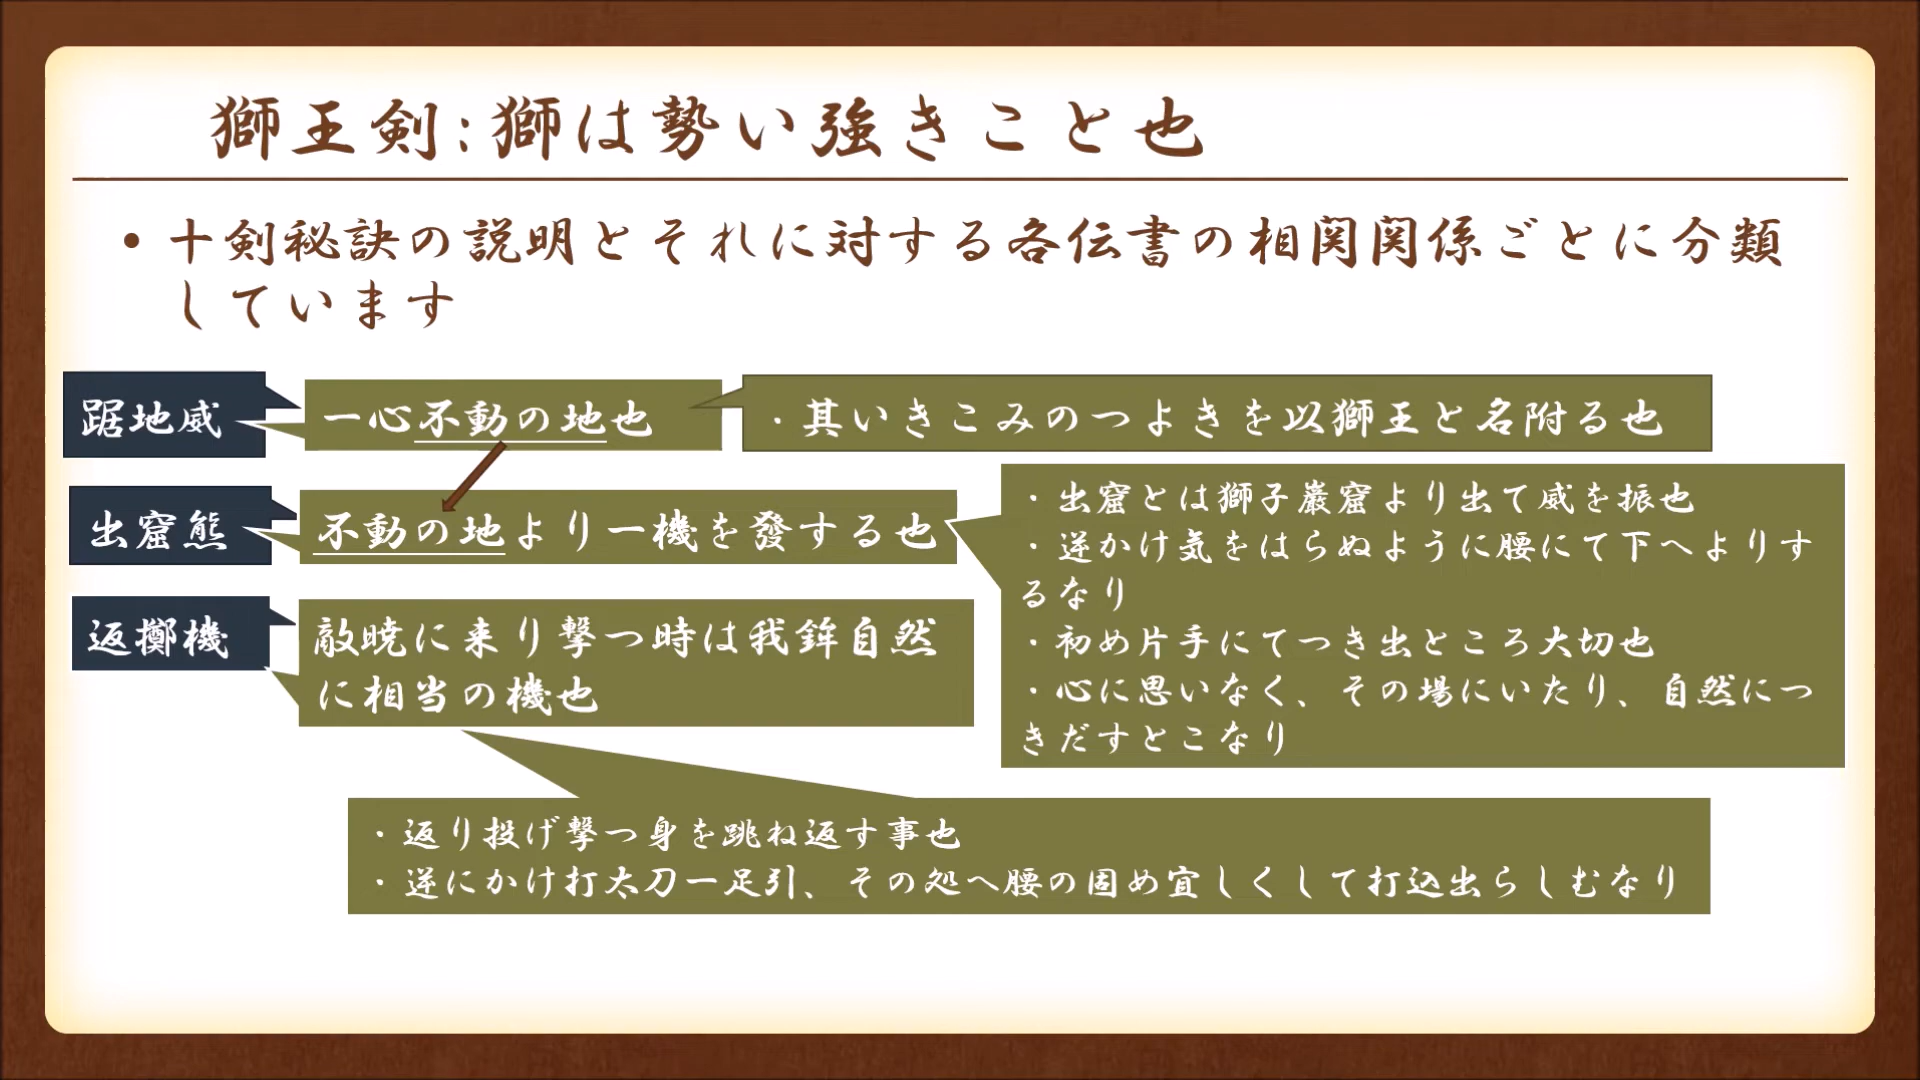 獅王剣:獅は勢い強きこと也
• 十剣秘訣の説明とそれに対する各伝書の相関関係ごとに分類
しています
踞地威
一心不動の地也
・其いきこみのつよきを以獅王と名附る也
出窟熊
不動の地より一機を發する也
・出窟とは獅子巖窟より出て威を振也
・逆かけ気をはらぬように腰にて下へよりす
るなり
・初め片手にてつき出ところ大切也
・心に思いなく、その場にいたり、自然につ
きだすとこなり
返擲機
敵暁に来り撃つ時は我鉾自然
に相当の機也
・返り投げ撃つ身を跳ね返す事也
・逆にかけ打太刀一足引、その処へ腰の固め宜しくして打込出らしむなり